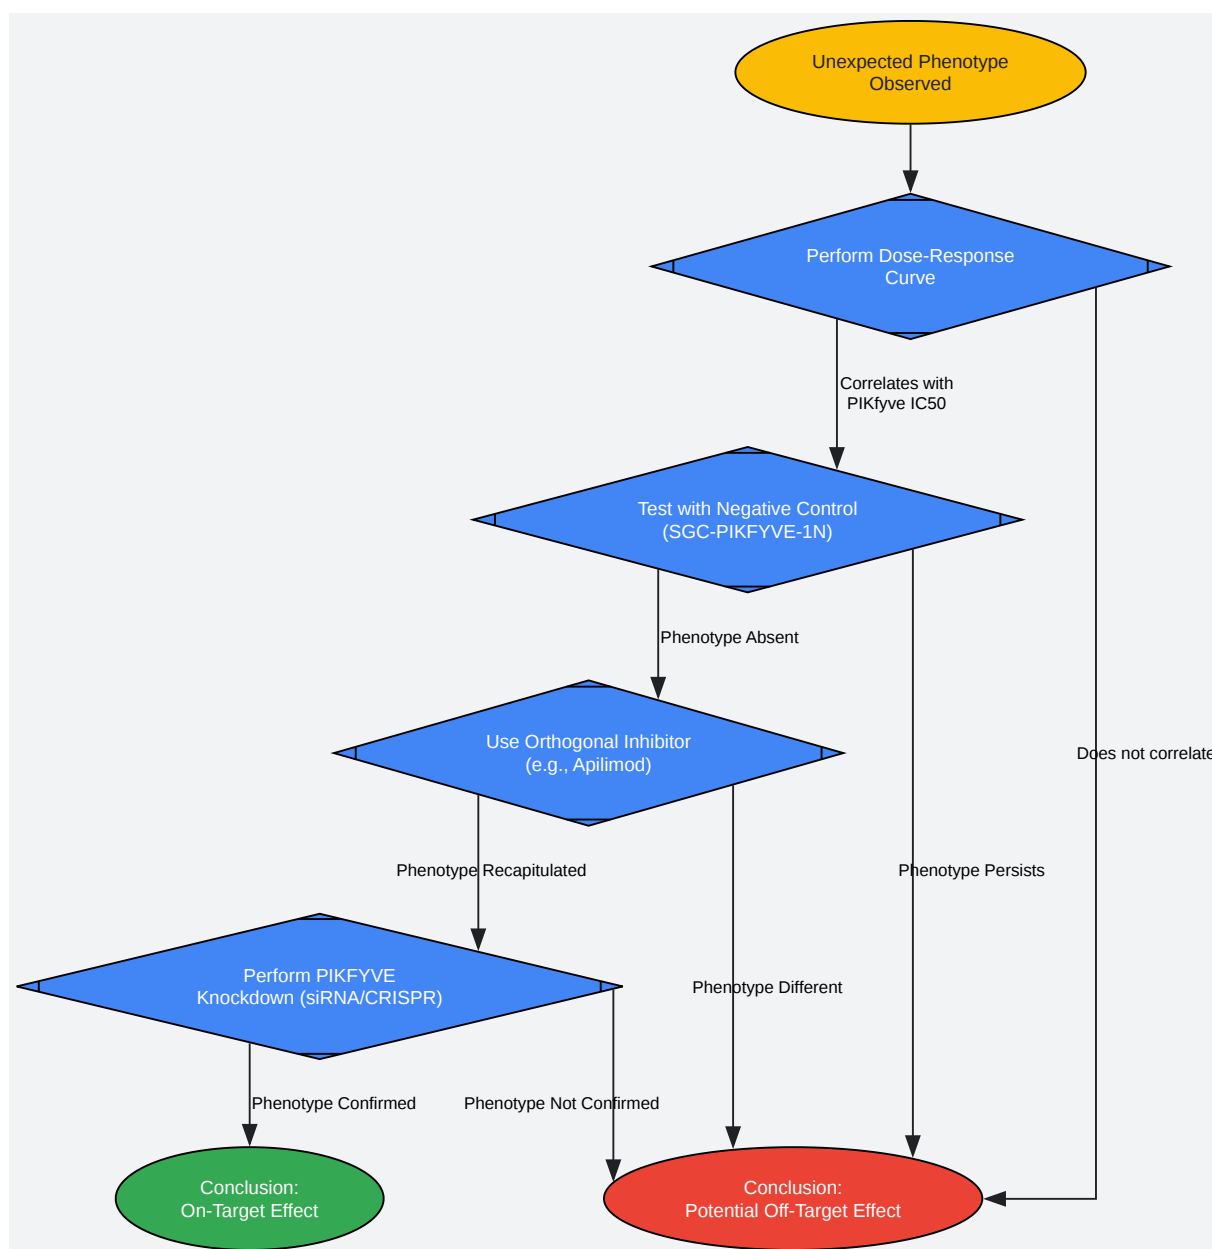 Unexpected Phenotype
Observed
Perform Dose-Response
Curve
Correlates with
PIKfyve IC50
Test with Negative Control
(SGC-PIKFYVE-1N)
Phenotype Absent
Use Orthogonal Inhibitor
(e.g., Apilimod)
Does not correlate
Phenotype Recapitulated
Phenotype Persists
Perform PIKFYVE
Knockdown (siRNA/CRISPR)
Phenotype Different
Phenotype Confirmed
Phenotype Not Confirmed
Conclusion:
On-Target Effect
Conclusion:
Potential Off-Target Effect